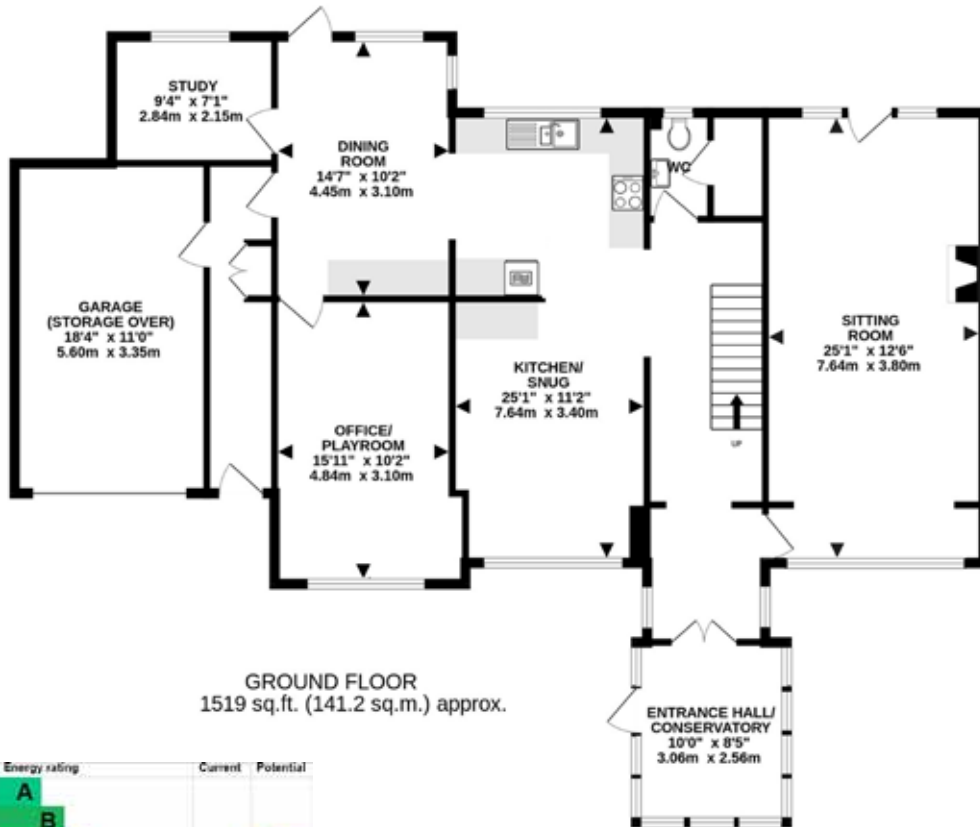 STUDY
9'4" x 7'1"
2.84m x 2.15m
DINING
ROOM
14'7" x 10'2"
4.45m x 3.10m
WC
GARAGE
(STORAGE OVER)
18'4" x 11'0"
5.60m x 3.35m
SITTING
ROOM
25'1" x 12'6"
7.64m x 3.80m
KITCHEN/
SNUG
25'1" x 11'2"
7.64m x 3.40m
OFFICE/
PLAYROOM
15'11" x 10'2"
4.84m x 3.10m
UP
GROUND FLOOR
1519 sq.ft. (141.2 sq.m.) approx.
ENTRANCE HALL/
CONSERVATORY
10'0" x 8'5"
3.06m x 2.56m
Energy rating Current Potential
A
B